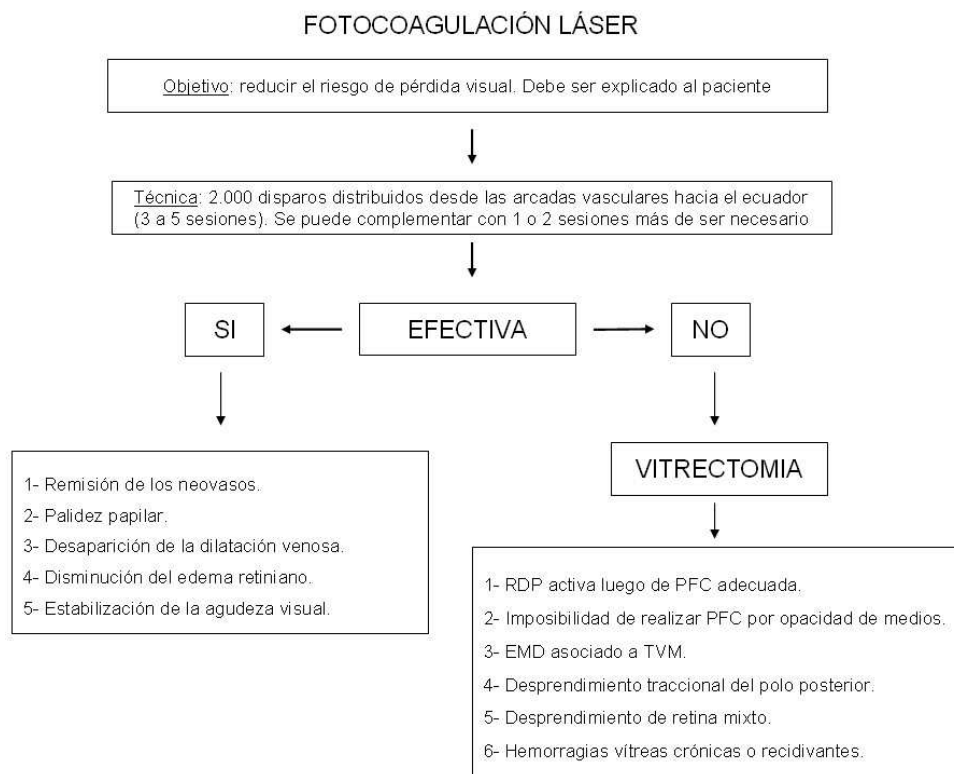 FOTOCOAGULACIÓN LÁSER
Objetivo: reducir el riesgo de pérdida visual. Debe ser explicado al paciente
Técnica: 2.000 disparos distribuidos desde las arcadas vasculares hacia el ecuador
(3 a 5 sesiones). Se puede complementar con 1 o 2 sesiones más de ser necesario
SI
EFECTIVA
NO
1- Remisión de los neovasos.
2- Palidez papilar.
3- Desaparición de la dilatación venosa.
4- Disminución del edema retiniano.
5- Estabilización de la agudeza visual.
VITRECTOMIA
1- RDP activa luego de PFC adecuada.
2- Imposibilidad de realizar PFC por opacidad de medios.
3- EMD asociado a TVM.
4- Desprendimiento traccional del polo posterior.
5- Desprendimiento de retina mixto.
6- Hemorragias vítreas crónicas o recidivantes.